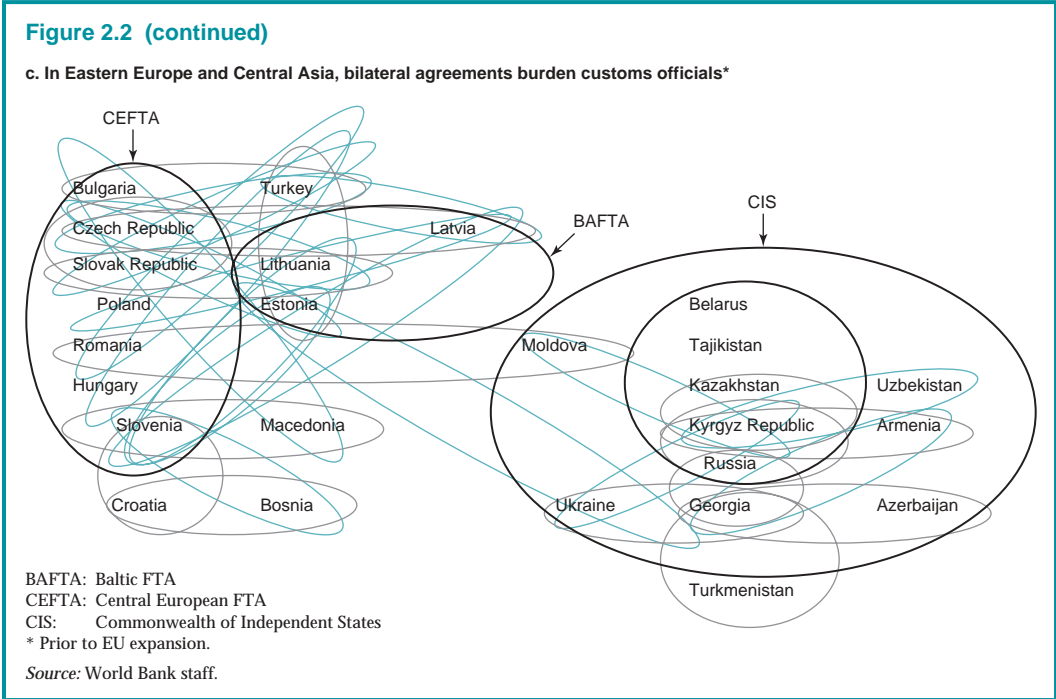 Figure 2.2 (continued)
c. In Eastern Europe and Central Asia, bilateral agreements burden customs officials*
CEFTA
BAFTA
CIS
Bulgaria Turkey
Czech Republic Latvia
Slovak Republic Lithuania
Poland Estonia Belarus
Romania Moldova Tajikistan
Hungary Kazakhstan Uzbekistan
Slovenia Macedonia Kyrgyz Republic Armenia
Russia
Croatia Bosnia Ukraine Georgia Azerbaijan
Turkmenistan
BAFTA: Baltic FTA
CEFTA: Central European FTA
CIS: Commonwealth of Independent States
* Prior to EU expansion.
Source: World Bank staff.